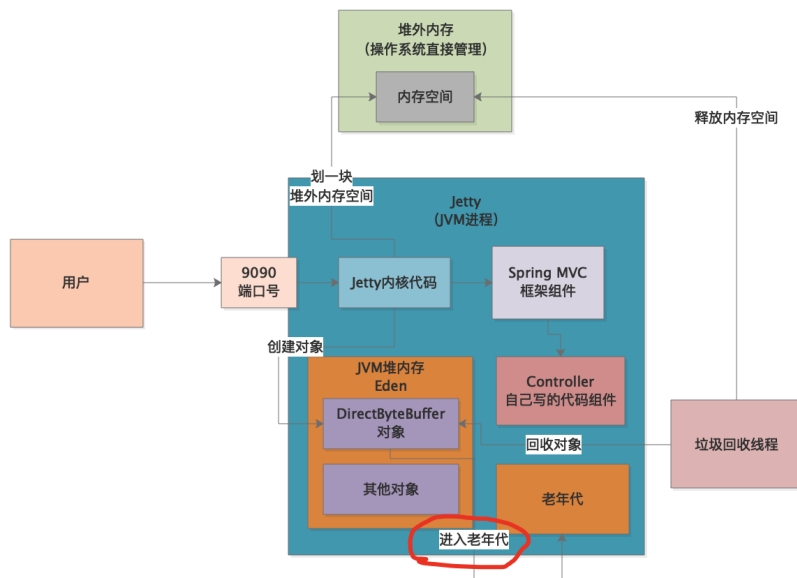 堆外内存
（操作系统直接管理）
内存空间
释放内存空间
划一块
堆外内存空间
Jetty
（JVM进程）
用户
9090
端口号
Jetty内核代码
Spring MVC
框架组件
创建对象
JVM堆内存
Eden
Controller
自己写的代码组件
DirectByteBuffer
对象
回收对象
垃圾回收线程
其他对象
老年代
进入老年代